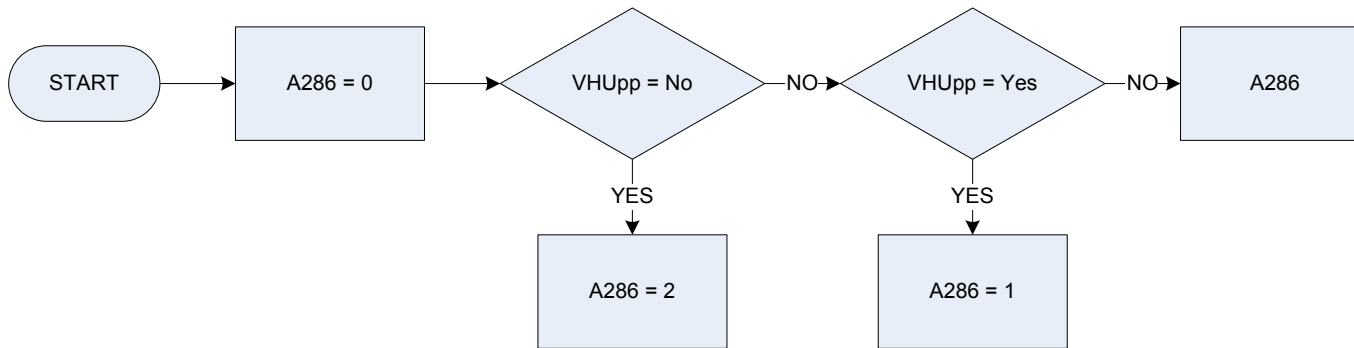 START
A286 = 0
VHUpp = No
NO
VHUpp = Yes
NO
A286
YES
YES
A286 = 2
A286 = 1